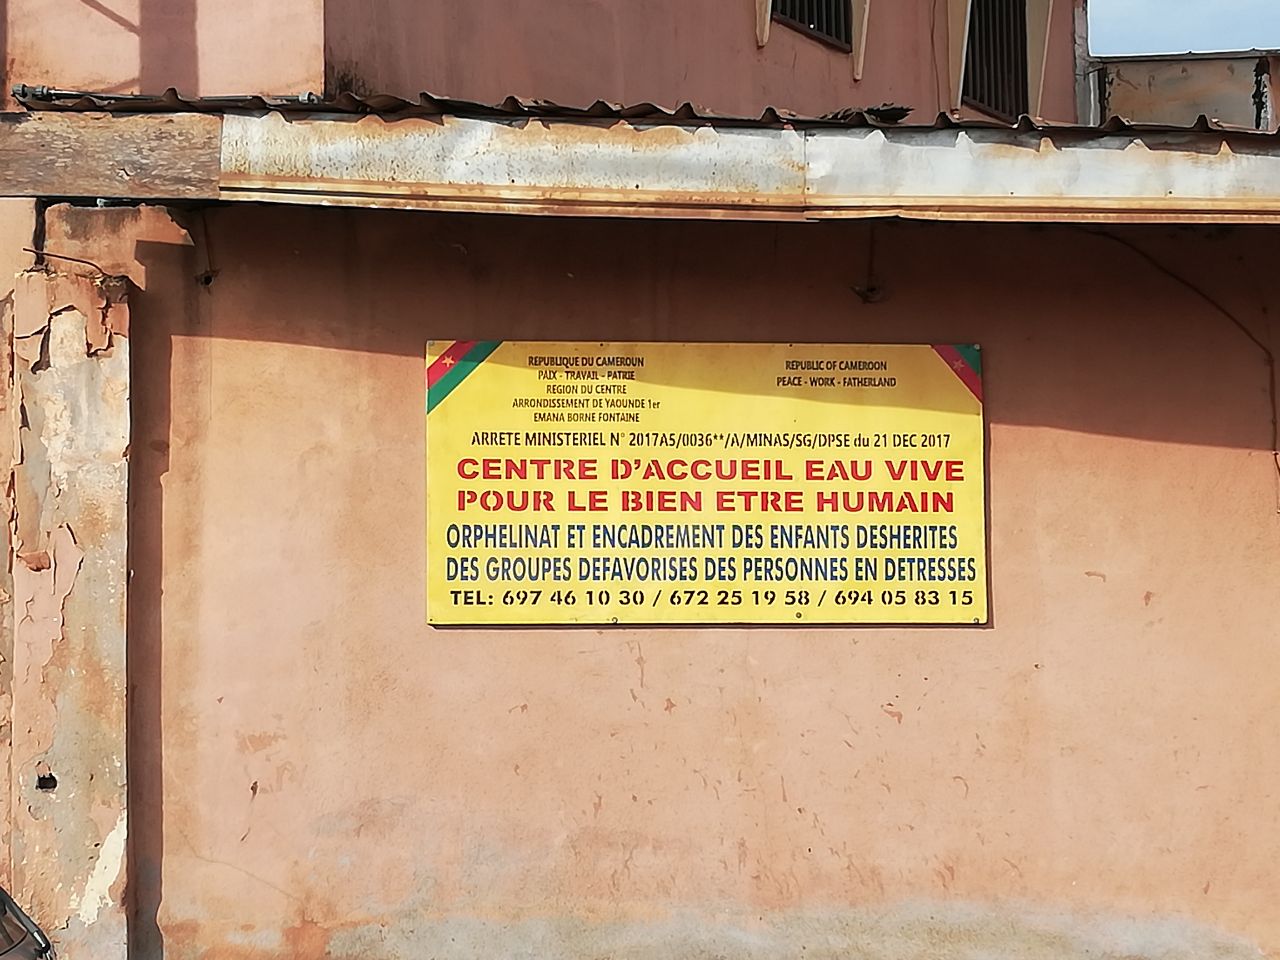 REPUBLIQUE DU CAMEROUN
PAIX - TRAVAIL - PATRIE
REGION DU CENTRE
ARRONDISSEMENT DE YAOUNDE 1er
EMANA BORNE FONTAINE
REPUBLIC OF CAMEROON
PEACE - WORK - FATHERLAND
ARRETE MINISTERIEL N° 2017A5/0036**/A/MINAS/SG/DPSE du 21 DEC 2017
CENTRE D'ACCUEIL EAU VIVE
POUR LE BIEN ETRE HUMAIN
ORPHELINAT ET ENCADREMENT DES ENFANTS DESHERITES
DES GROUPES DEFAVORISES DES PERSONNES EN DETRESSES
TEL: 697 46 10 30 / 672 25 19 58 / 694 05 83 15